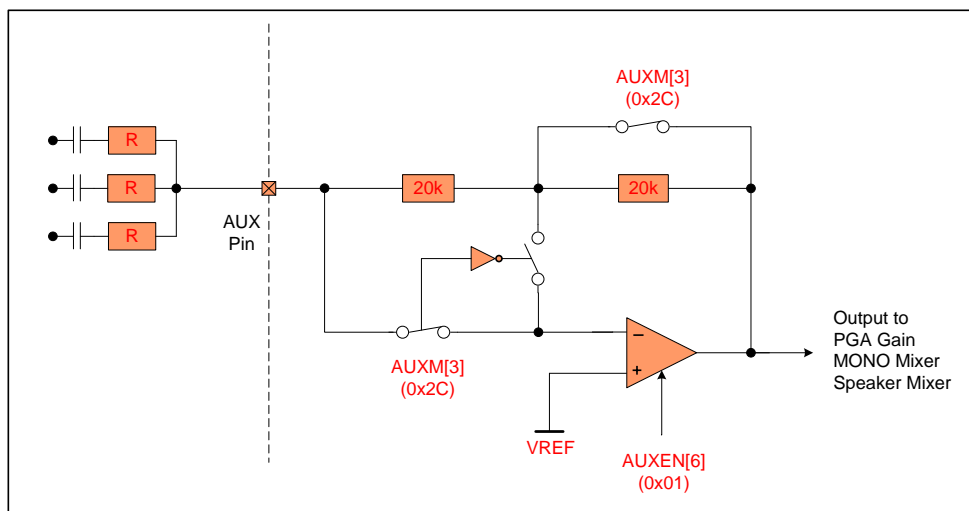 AUXM[3]
(0x2C)
R
R
R
20k
20k
AUX
Pin
AUXM[3]
(0x2C)
−
+
VREF
AUXEN[6]
(0x01)
Output to
PGA Gain
MONO Mixer
Speaker Mixer